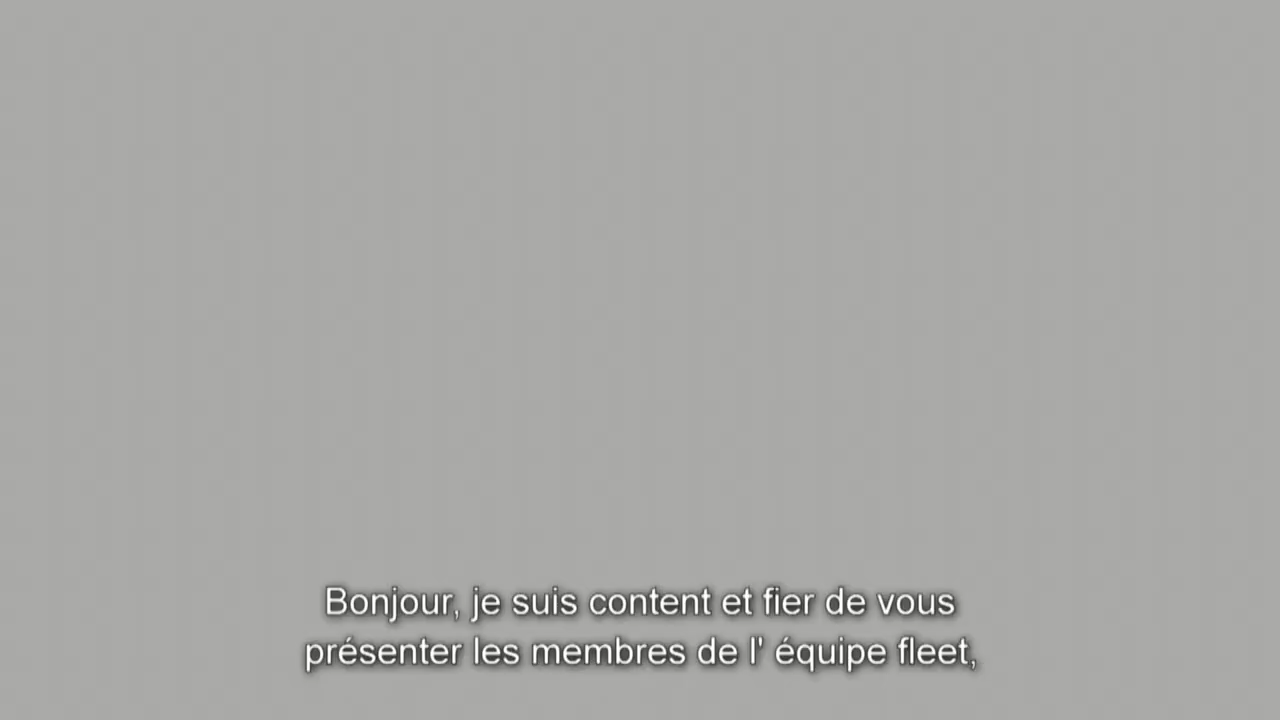 Bonjour, je suis content et fier de vous
présenter les membres de l' équipe fleet,